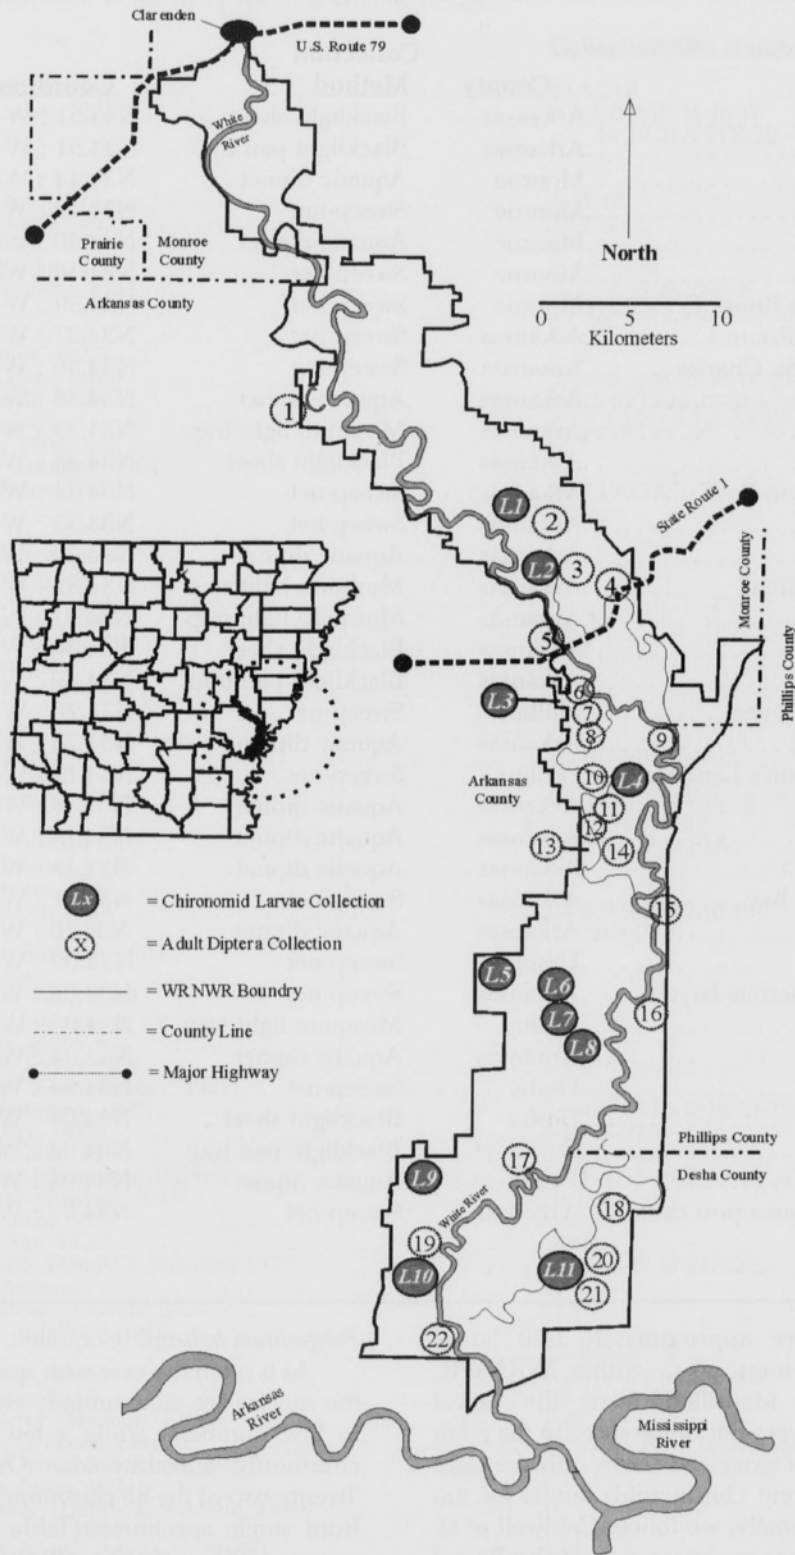 Clarenden
U.S. Route 79
White River
North
Prairie County
Monroe County
Arkansas County
0 5 10
Kilometers
1
L1
2
State Route 1
L2
3
4
Monroe County
Phillips County
5
6
L3
7
8
9
Arkansas County
10
L4
11
12
13
14
Lx = Chironomid Larvae Collection
15
X = Adult Diptera Collection
L5
L6
WRNWR Boundry
16
L7
= County Line
L8
= Major Highway
Phillips County
17
Desha County
L9
White River
18
19
20
L10
L11
21
22
Arkansas River
Mississippi River